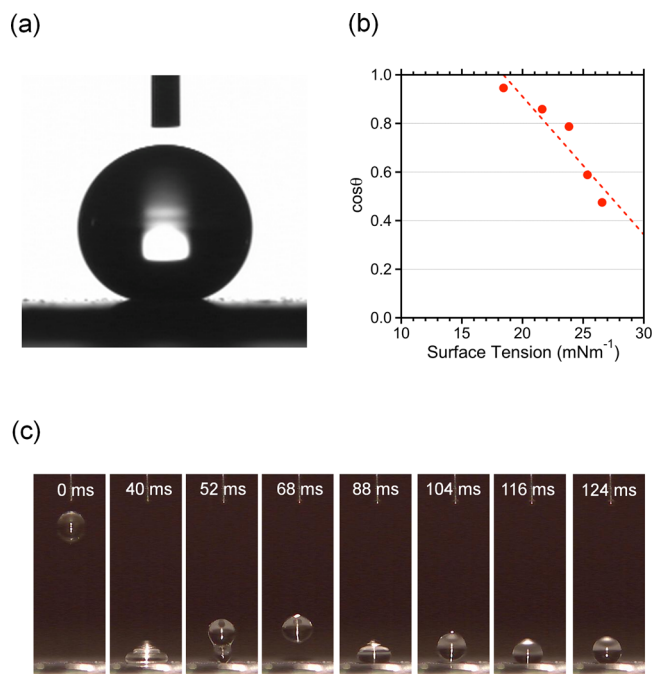 (a)
(b)
1.0
0.8
0.6
0.4
0.2
0.0
cosθ
10
15
20
25
30
Surface Tension (mNm⁻¹)
(c)
0 ms
40 ms
52 ms
68 ms
88 ms
104 ms
116 ms
124 ms